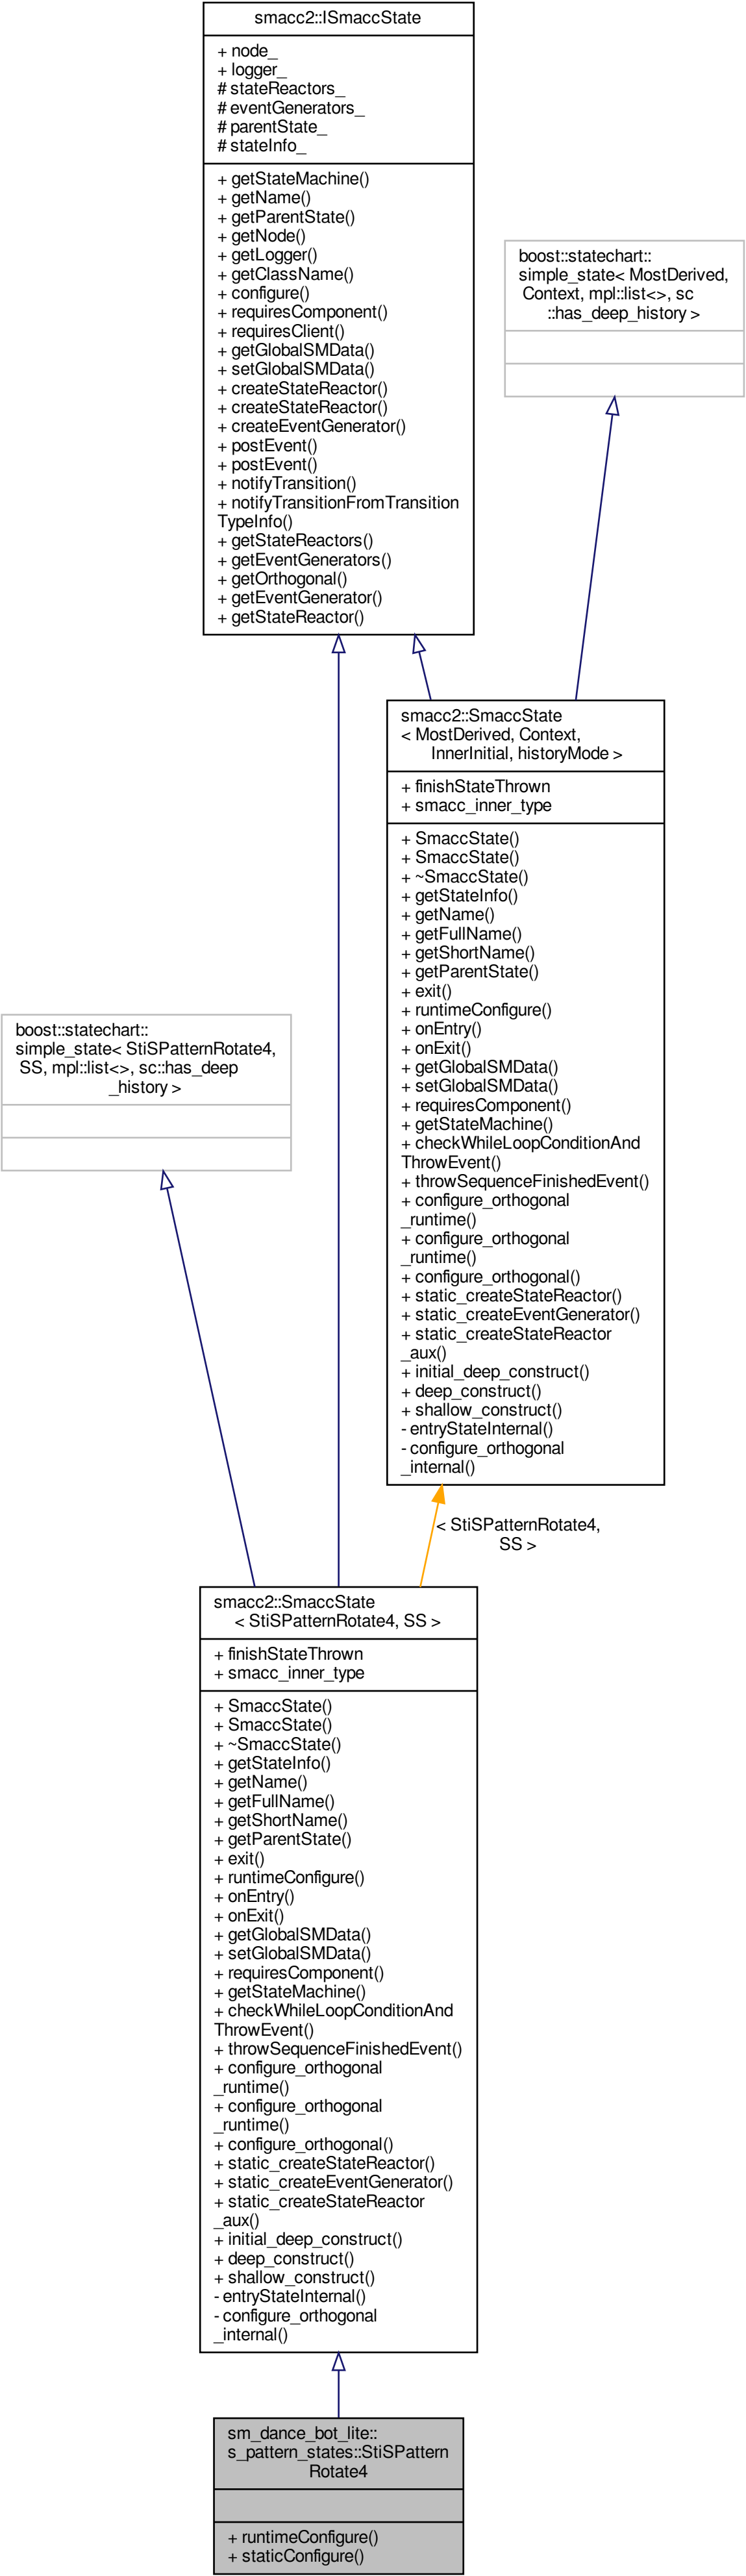 smacc2::ISmaccState
+ node_
+ logger_
# stateReactors_
# eventGenerators_
# parentState_
# stateInfo_
+ getStateMachine()
+ getName()
+ getParentState()
+ getNode()
+ getLogger()
+ getClassName()
+ configure()
+ requiresComponent()
+ requiresClient()
+ getGlobalSMData()
+ setGlobalSMData()
+ createStateReactor()
+ createStateReactor()
+ createEventGenerator()
+ postEvent()
+ postEvent()
+ notifyTransition()
+ notifyTransitionFromTransition
TypeInfo()
+ getStateReactors()
+ getEventGenerators()
+ getOrthogonal()
+ getEventGenerator()
+ getStateReactor()
boost::statechart::
simple_state< MostDerived,
Context, mpl::list<>, sc
::has_deep_history >
smacc2::SmaccState
< MostDerived, Context,
InnerInitial, historyMode >
+ finishStateThrown
+ smacc_inner_type
+ SmaccState()
+ SmaccState()
+ ~SmaccState()
+ getStateInfo()
+ getName()
+ getFullName()
+ getShortName()
+ getParentState()
+ exit()
+ runtimeConfigure()
+ onEntry()
+ onExit()
+ getGlobalSMData()
+ setGlobalSMData()
+ requiresComponent()
+ getStateMachine()
+ checkWhileLoopConditionAnd
ThrowEvent()
+ throwSequenceFinishedEvent()
+ configure_orthogonal
_runtime()
+ configure_orthogonal
_runtime()
+ configure_orthogonal()
+ static_createStateReactor()
+ static_createEventGenerator()
+ static_createStateReactor
_aux()
+ initial_deep_construct()
+ deep_construct()
+ shallow_construct()
- entryStateInternal()
- configure_orthogonal
_internal()
boost::statechart::
simple_state< StiSPatternRotate4,
SS, mpl::list<>, sc::has_deep
_history >
< StiSPatternRotate4,
SS >
smacc2::SmaccState
< StiSPatternRotate4, SS >
+ finishStateThrown
+ smacc_inner_type
+ SmaccState()
+ SmaccState()
+ ~SmaccState()
+ getStateInfo()
+ getName()
+ getFullName()
+ getShortName()
+ getParentState()
+ exit()
+ runtimeConfigure()
+ onEntry()
+ onExit()
+ getGlobalSMData()
+ setGlobalSMData()
+ requiresComponent()
+ getStateMachine()
+ checkWhileLoopConditionAnd
ThrowEvent()
+ throwSequenceFinishedEvent()
+ configure_orthogonal
_runtime()
+ configure_orthogonal
_runtime()
+ configure_orthogonal()
+ static_createStateReactor()
+ static_createEventGenerator()
+ static_createStateReactor
_aux()
+ initial_deep_construct()
+ deep_construct()
+ shallow_construct()
- entryStateInternal()
- configure_orthogonal
_internal()
sm_dance_bot_lite::
s_pattern_states::StiSPattern
Rotate4
+ runtimeConfigure()
+ staticConfigure()